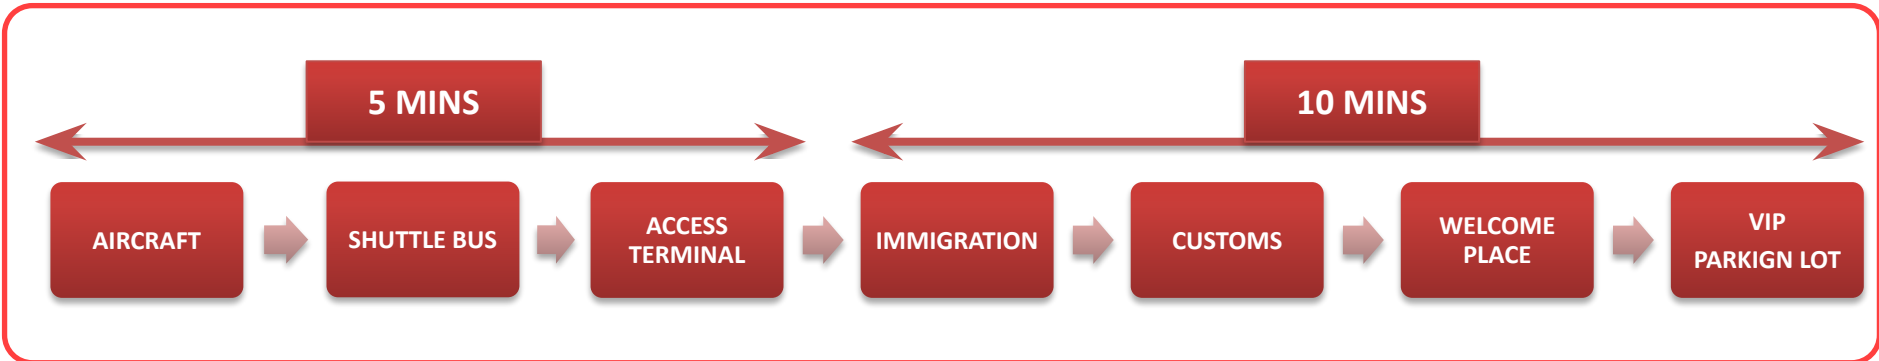 5 MINS
10 MINS
AIRCRAFT
SHUTTLE BUS
ACCESS
TERMINAL
IMMIGRATION
CUSTOMS
WELCOME
PLACE
VIP
PARKIGN LOT